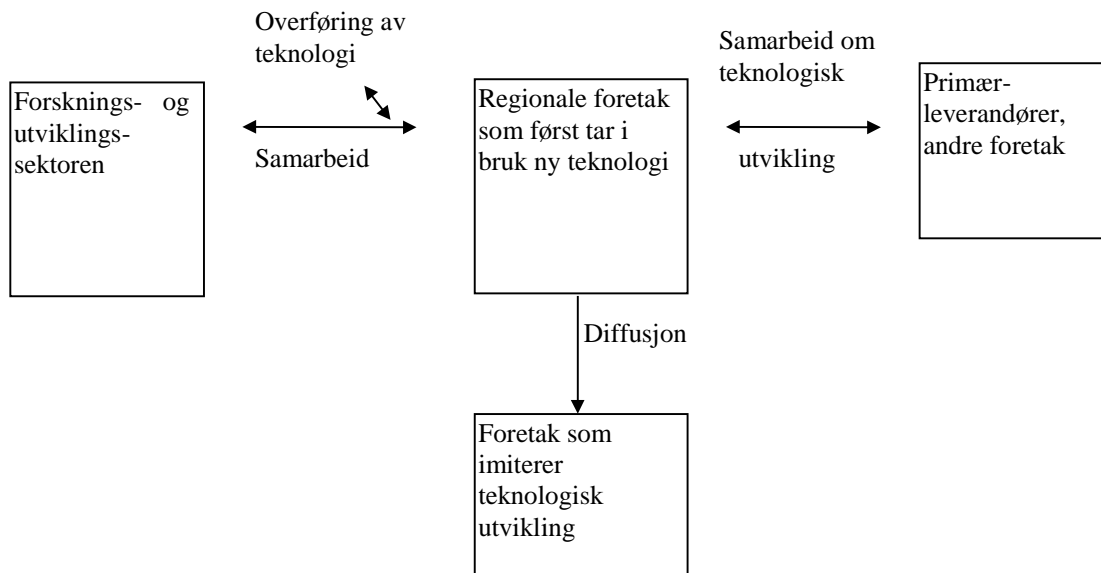 Overføring av
teknologi
Samarbeid om
teknologisk
Forsknings- og
utviklings-
sektoren
Samarbeid
Regionale foretak
som først tar i
bruk ny teknologi
utvikling
Primær-
leverandører,
andre foretak
Diffusjon
Foretak som
imiterer
teknologisk
utvikling